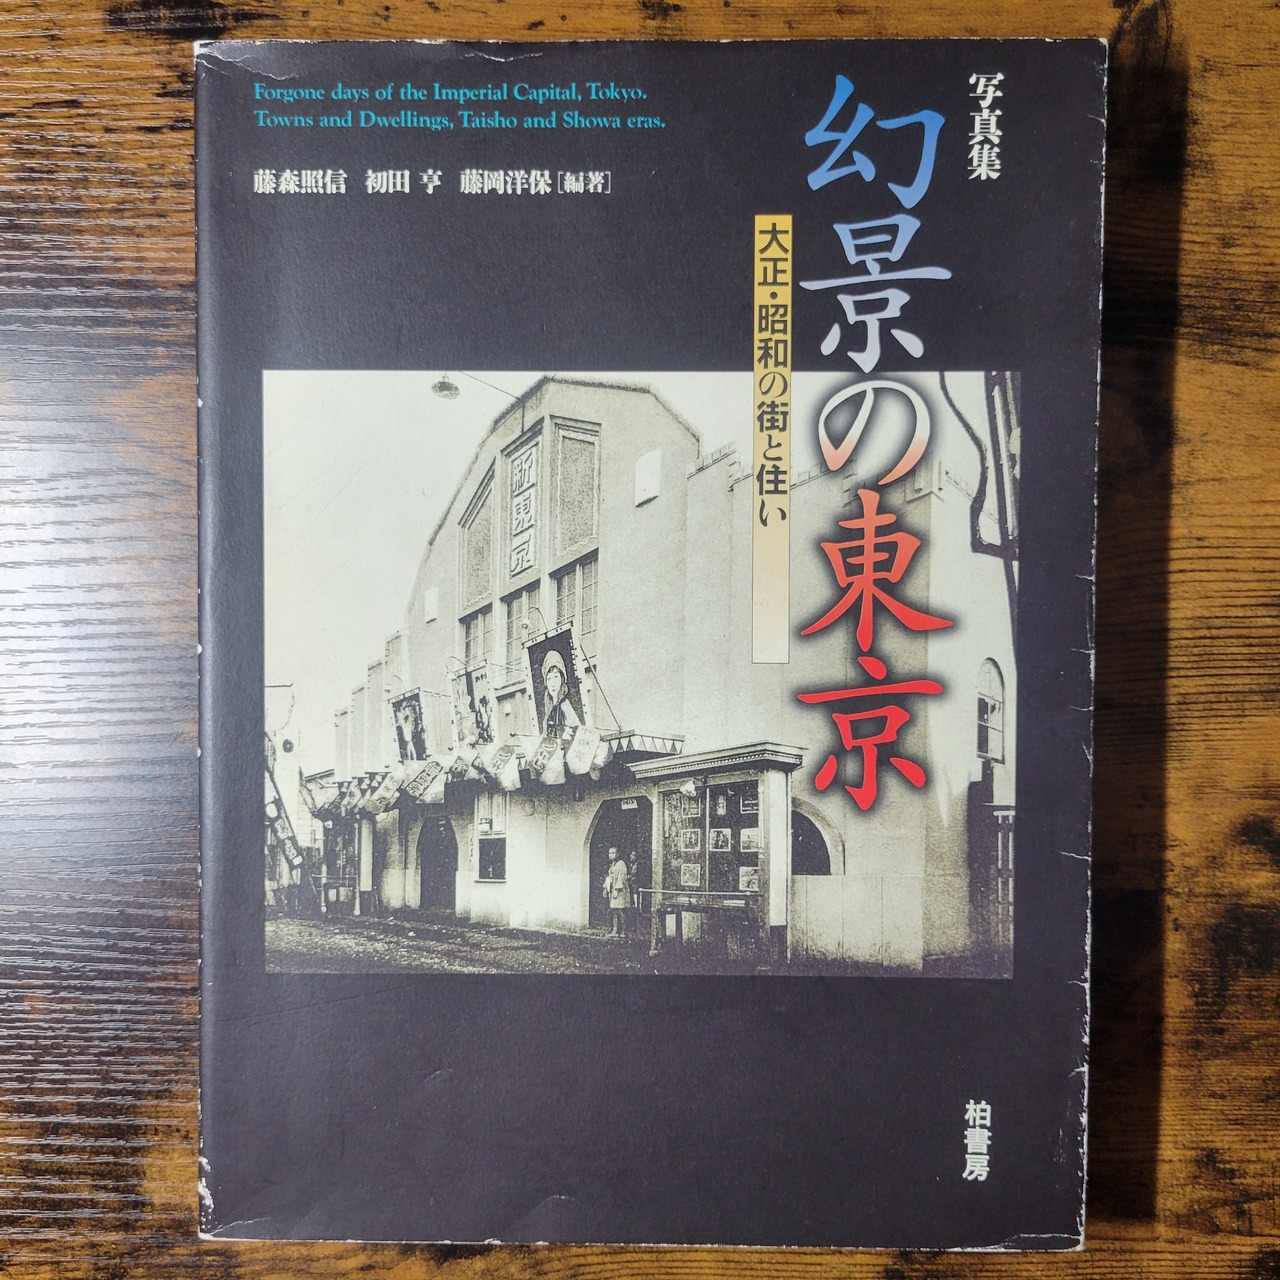 Forgone days of the Imperial Capital, Tokyo.
Towns and Dwellings, Taisho and Showa eras.
藤森照信 初田 亨 藤岡洋保[編著]
写真集
幻景の東京
大正・昭和の街と住い
新東京
柏書房